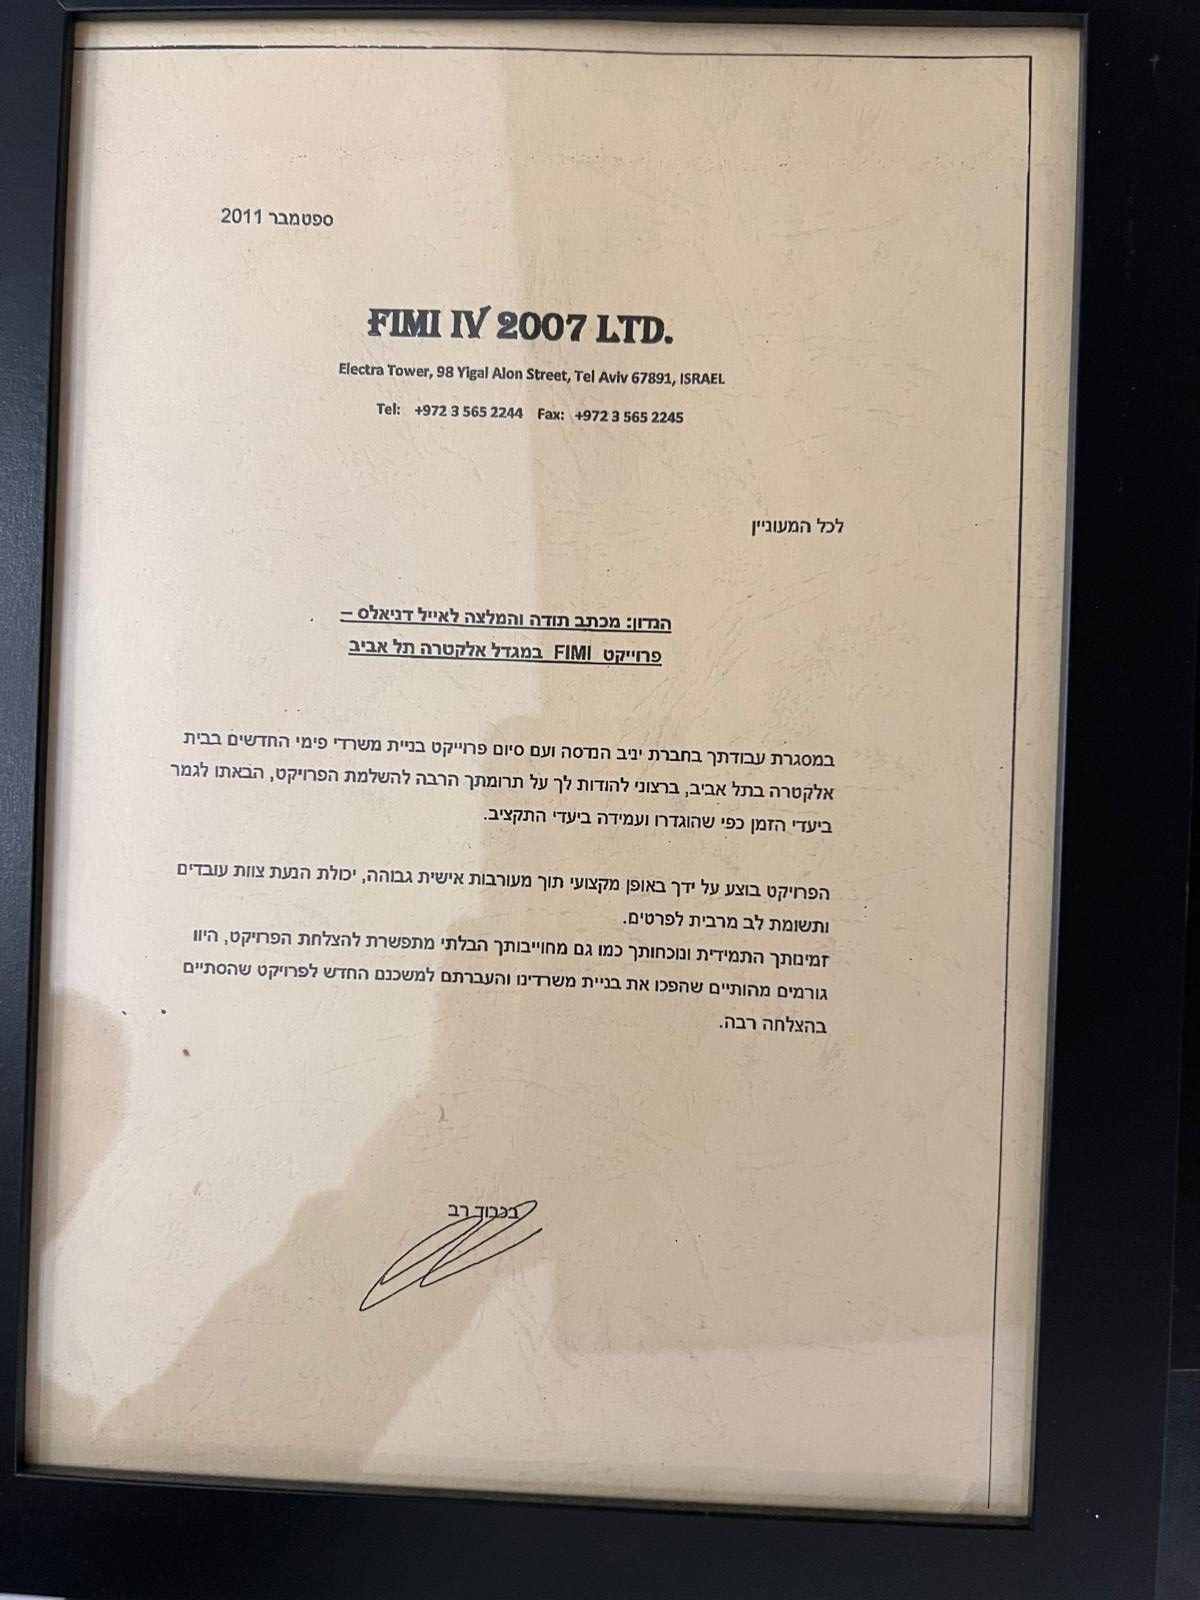 ספטמבר 2011
FIMI IV 2007 LTD.
Electra Tower, 98 Yigal Alon Street, Tel Aviv 67891, ISRAEL
Tel: +972 3 565 2244 Fax: +972 3 565 2245
לכל המעוניין
הנדון: מכתב תודה והמלצה לאייל דניאלס –
פרוייקט FIMI במגדל אלקטרה תל אביב
במסגרת עבודתך בחברת יניב הנדסה ועם סיום פרוייקט בניית משרדי פימי החדשים בבית
אלקטרה בתל אביב, ברצוני להודות לך על תרומתך הרבה להשלמת הפרויקט, הבאתו לגמר
ביעדי הזמן כפי שהוגדרו ועמידה ביעדי התקציב.
הפרויקט בוצע על ידך באופן מקצועי תוך מעורבות אישית גבוהה, יכולת הנעת צוות עובדים
ותשומת לב מרבית לפרטים.
זמינותך התמידית ונוכחותך כמו גם מחוייבותך הבלתי מתפשרת להצלחת הפרויקט, היוו
גורמים מהותיים שהפכו את בניית משרדינו והעברתם למשכנם החדש לפרויקט שהסתיים
בהצלחה רבה.
בכבוד רב